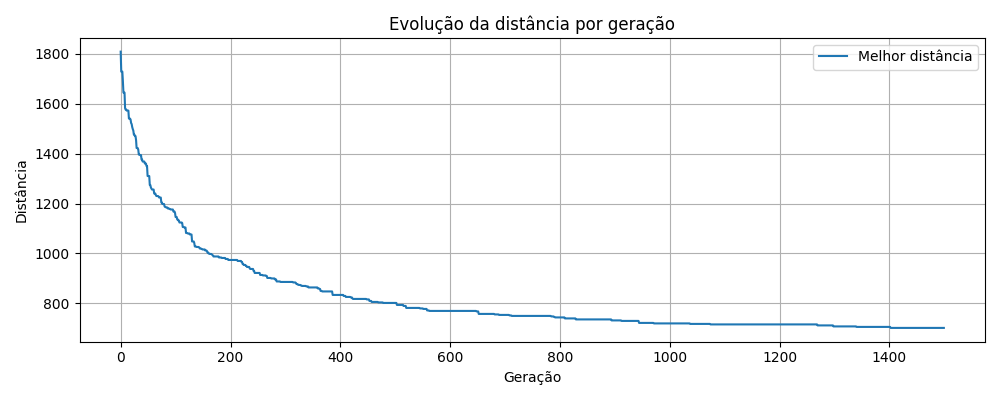 Evolução da distância por geração
Melhor distância
Distância
1800
1600
1400
1200
1000
800
0 200 400 600 800 1000 1200 1400
Geração